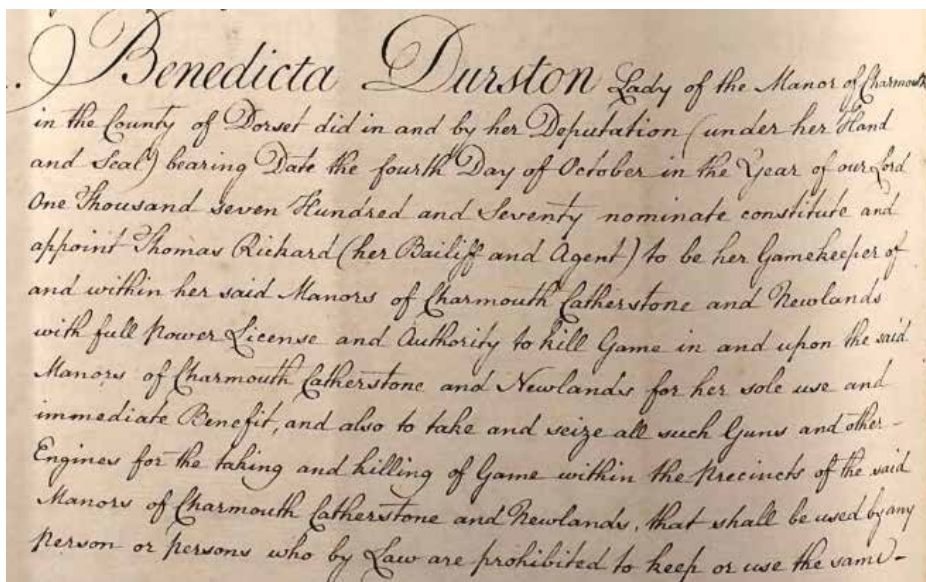 Benedicta Durston Lady of the Manor of Charmouth
in the County of Dorset did in and by her Deputation (under her Hand
and Seal) bearing Date the fourth Day of October in the Year of our Lord
One Thousand seven Hundred and Seventy nominate constitute and
appoint Thomas Rickard (her Bailiff and Agent) to be her Gamekeeper of
and within her said Manors of Charmouth Catherstone and Newlands
with full Power License and Authority to kill Game in and upon the said
Manors of Charmouth Catherstone and Newlands for her sole use and
immediate Benefit, and also to take and seize all such Guns and other -
Engines for the taking and killing of Game within the Precincts of the said
Manors of Charmouth Catherstone and Newlands, that shall be used by any
Person or Persons who by Law are prohibited to keep or use the same -